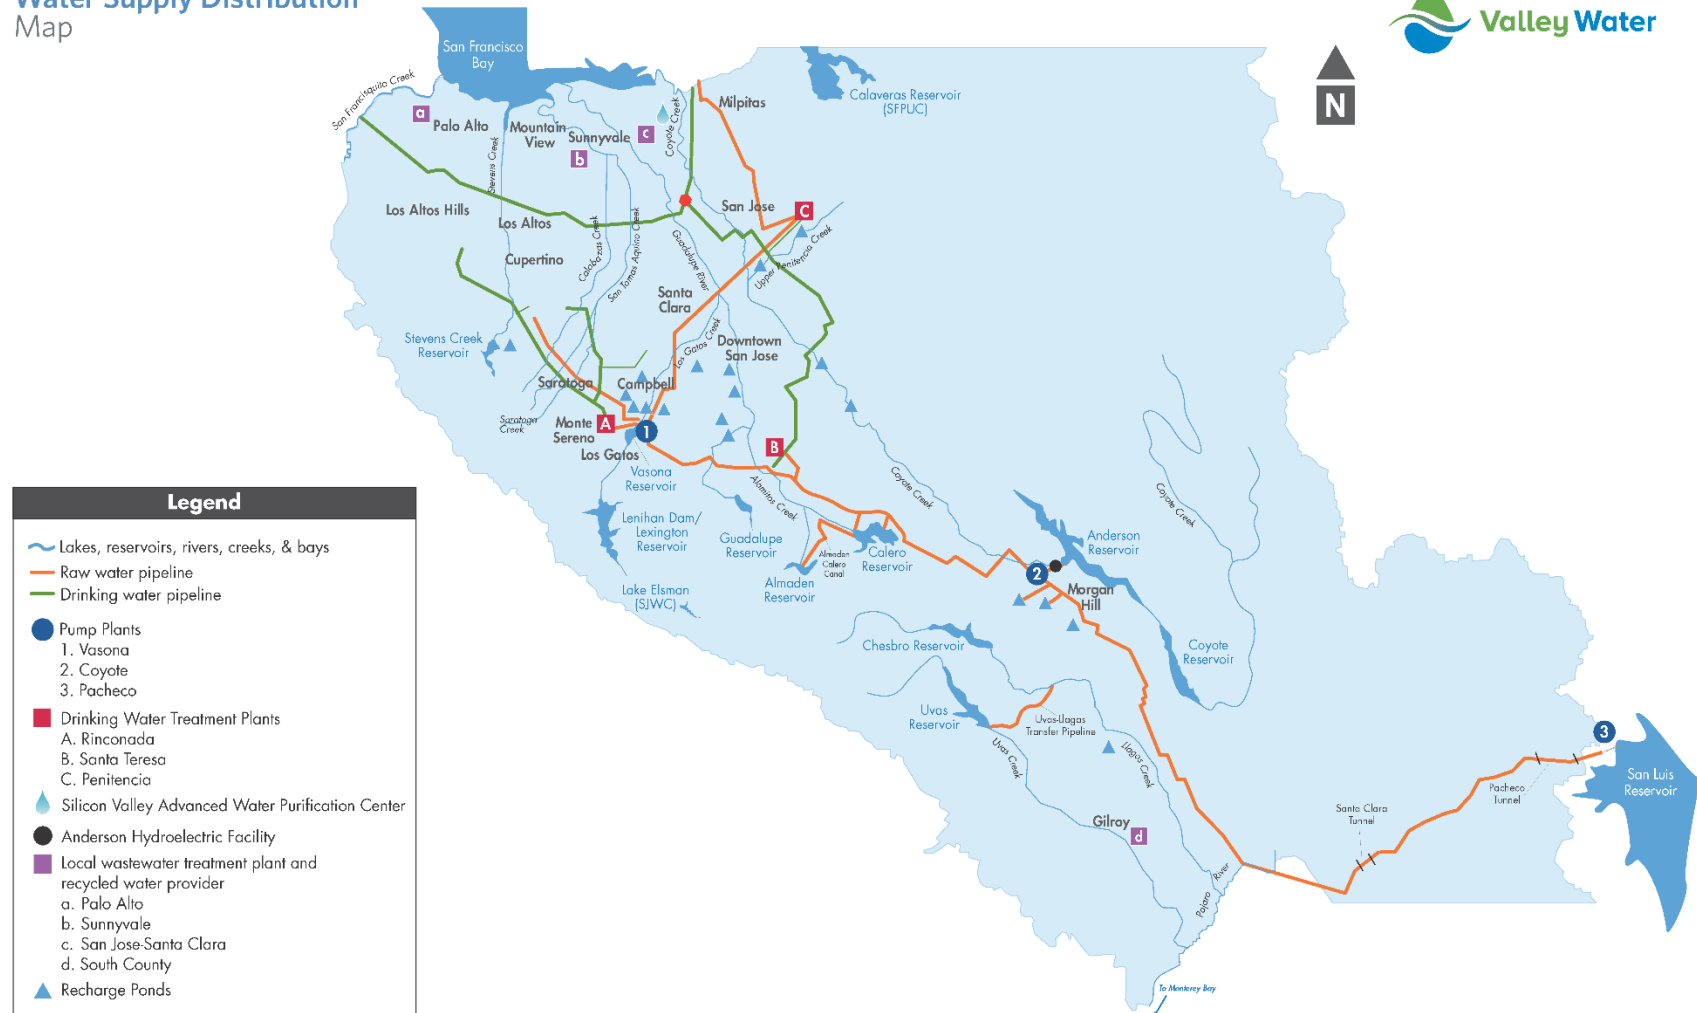 Water Supply Distribution
Map
Valley Water
N
San Francisco
Bay
San Francisquito Creek
a
Palo Alto
Mountain
View
Sunnyvale
b
c
Coyote Creek
Milpitas
Calaveras Reservoir
(SFPUC)
Stevens Creek
Los Altos Hills
Los Altos
Cupertino
Calabazas Creek
San Tomas Aquino Creek
Guadalupe River
San Jose
C
Upper Penitencia Creek
Santa
Clara
Los Gatos Creek
Downtown
San Jose
Stevens Creek
Reservoir
Saratoga
Campbell
Saratoga
Creek
Monte
Sereno
A
1
Los Gatos
Vasona
Reservoir
B
Alamitos Creek
Coyote Creek
Coyote Creek
Lenihan Dam/
Lexington
Reservoir
Guadalupe
Reservoir
Almaden
Calero
Canal
Calero
Reservoir
Almaden
Reservoir
Lake Elsman
(SJWC)
Anderson
Reservoir
2
Morgan
Hill
Chesbro Reservoir
Coyote
Reservoir
Uvas
Reservoir
Uvas-Llagas
Transfer Pipeline
Uvas Creek
Llagas Creek
Gilroy
d
Pajaro River
To Monterey Bay
Santa Clara
Tunnel
Pacheco
Tunnel
3
San Luis
Reservoir
Legend
Lakes, reservoirs, rivers, creeks, & bays
Raw water pipeline
Drinking water pipeline
Pump Plants
1. Vasona
2. Coyote
3. Pacheco
Drinking Water Treatment Plants
A. Rinconada
B. Santa Teresa
C. Penitencia
Silicon Valley Advanced Water Purification Center
Anderson Hydroelectric Facility
Local wastewater treatment plant and
recycled water provider
a. Palo Alto
b. Sunnyvale
c. San Jose-Santa Clara
d. South County
Recharge Ponds